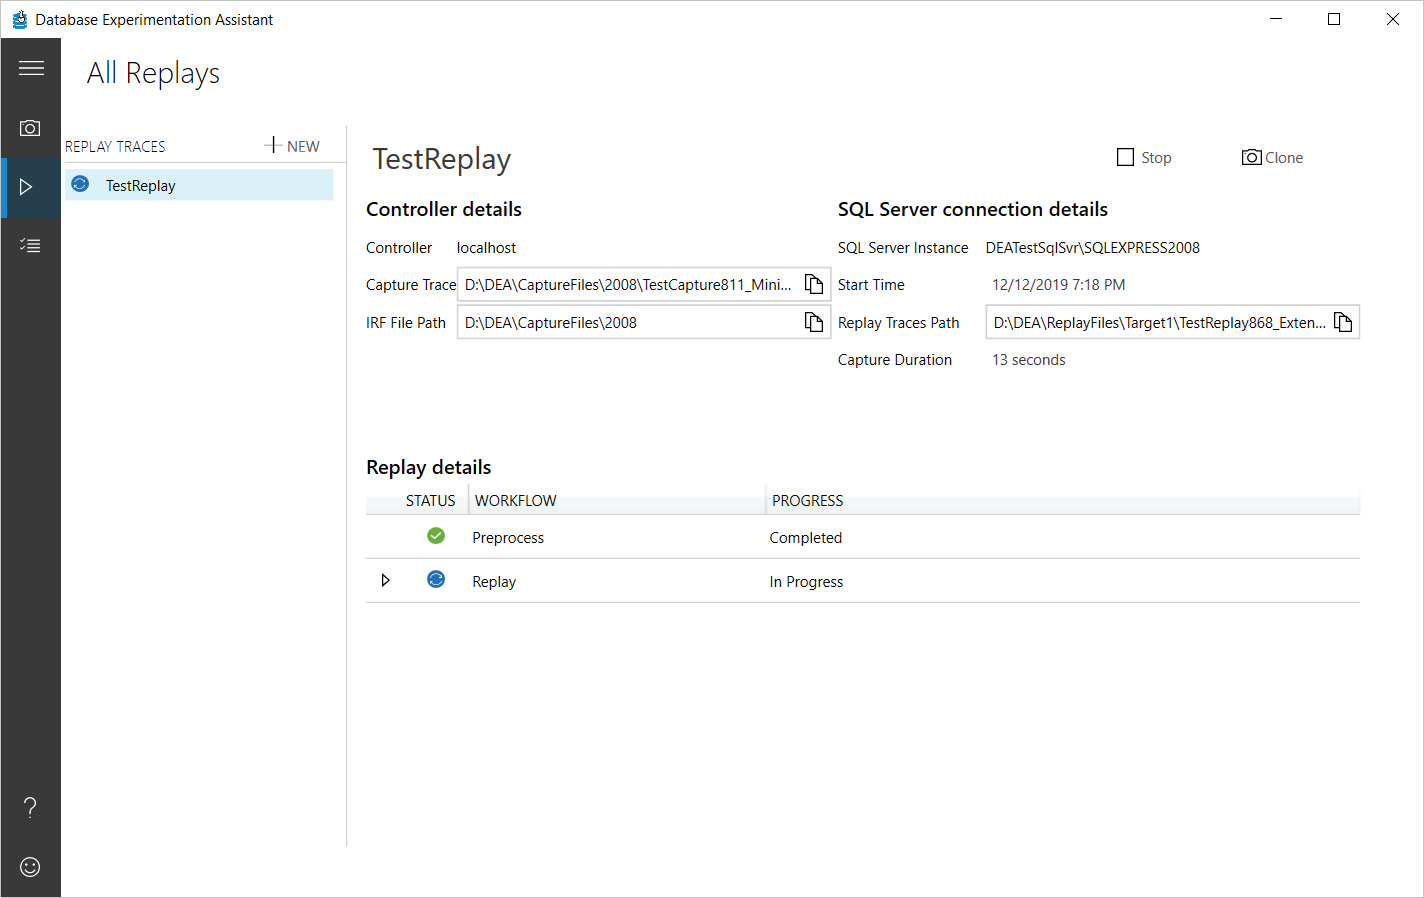 Database Experimentation Assistant
All Replays
REPLAY TRACES
NEW
TestReplay
TestReplay
Stop
Clone
Controller details
Controller localhost
Capture Trace D:\DEA\CaptureFiles\2008\TestCapture811_Mini...
IRF File Path D:\DEA\CaptureFiles\2008
SQL Server connection details
SQL Server Instance DEATestSqlSvr\SQLEXPRESS2008
Start Time 12/12/2019 7:18 PM
Replay Traces Path D:\DEA\ReplayFiles\Target1\TestReplay868_Exten...
Capture Duration 13 seconds
Replay details
STATUS WORKFLOW PROGRESS
Preprocess Completed
Replay In Progress